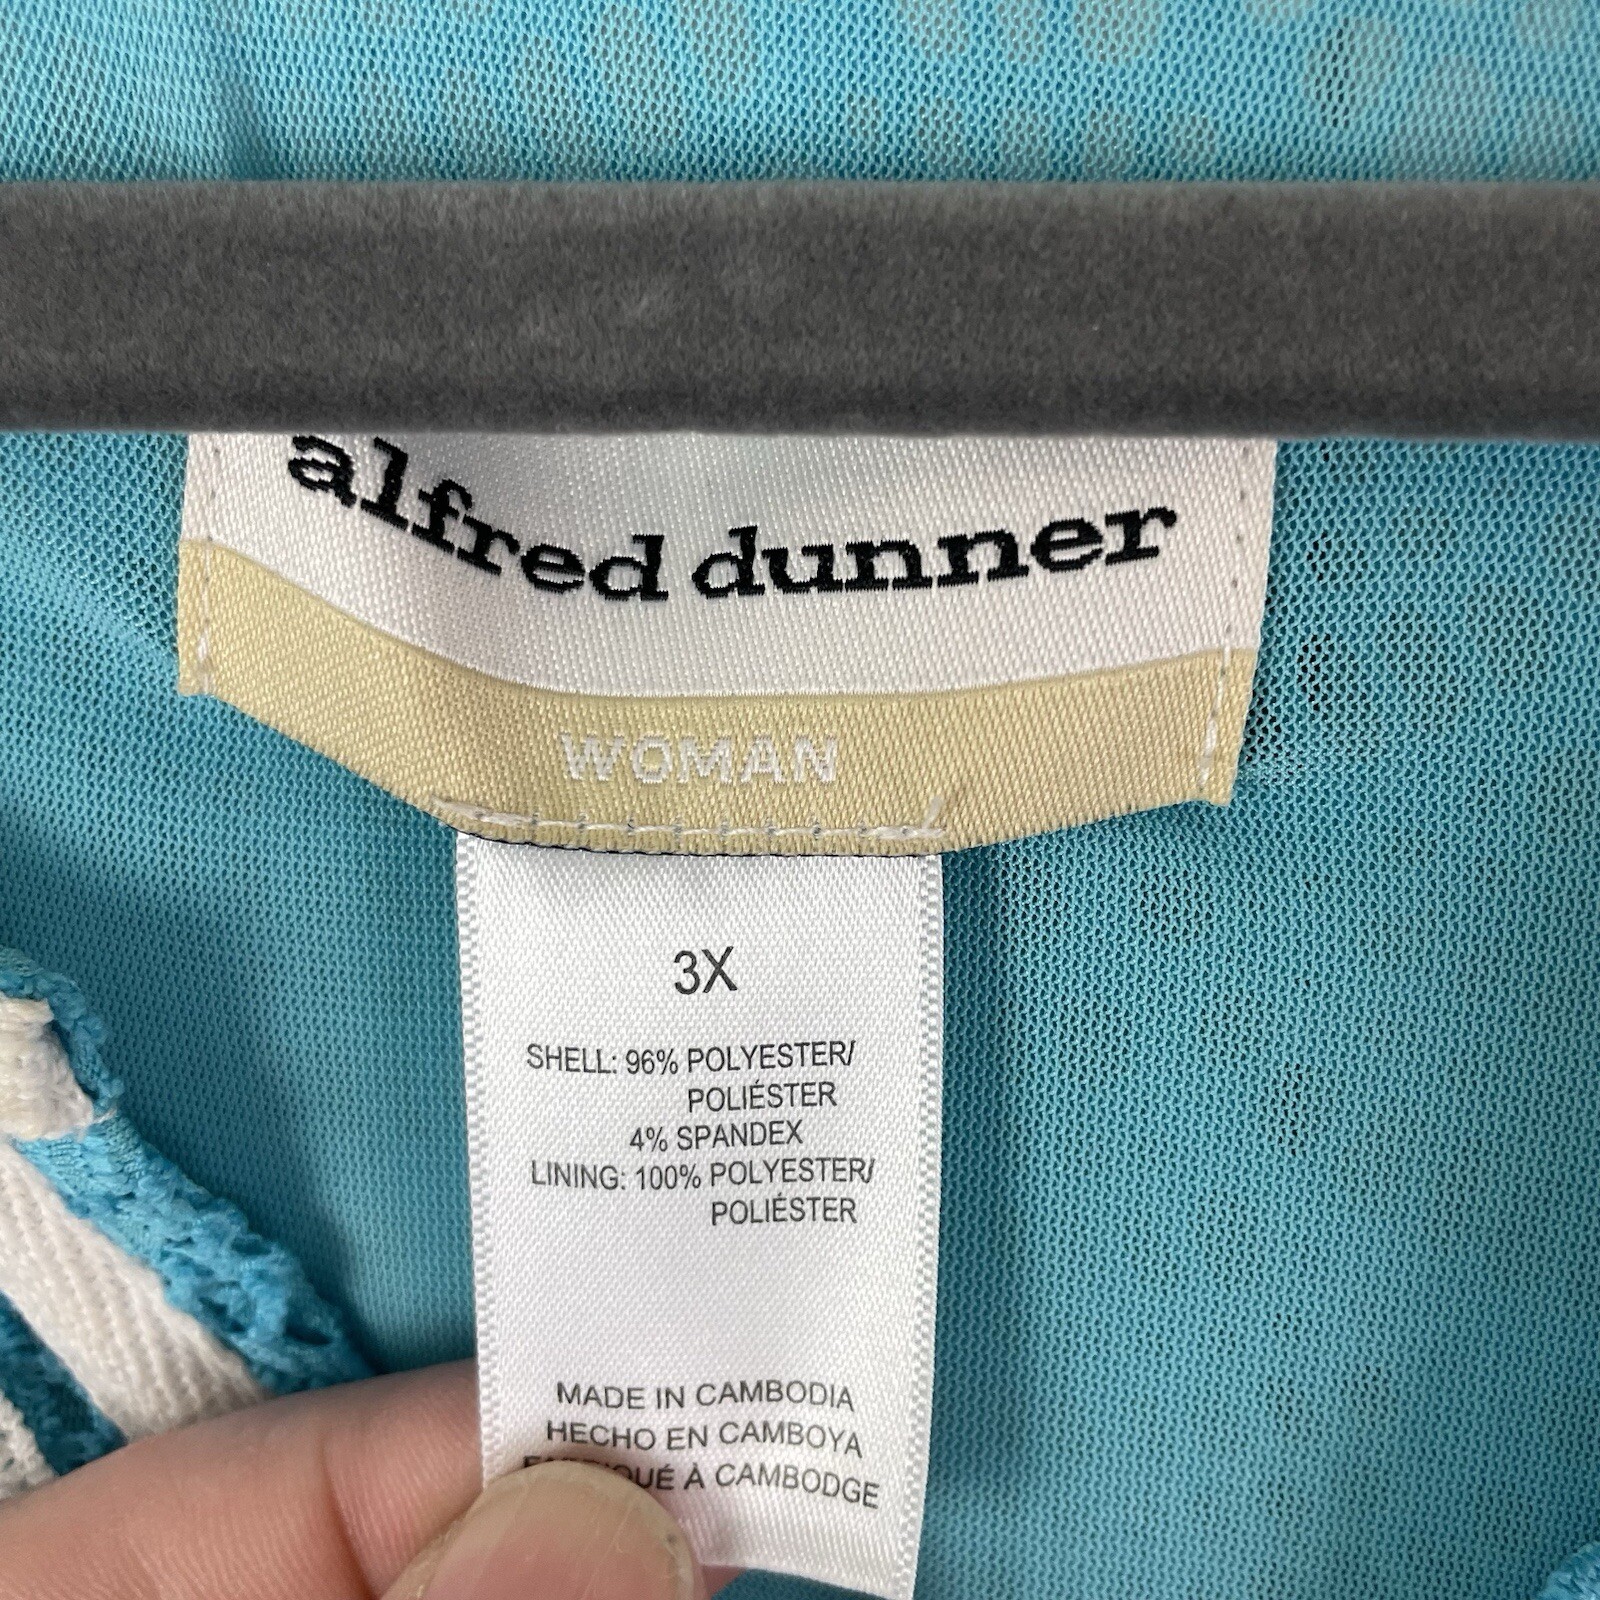 alfred dunner
WOMAN
3X
SHELL: 96% POLYESTER/
POLIÉSTER
4% SPANDEX
LINING: 100% POLYESTER/
POLIÉSTER
MADE IN CAMBODIA
HECHO EN CAMBOYA
À CAMBODGE